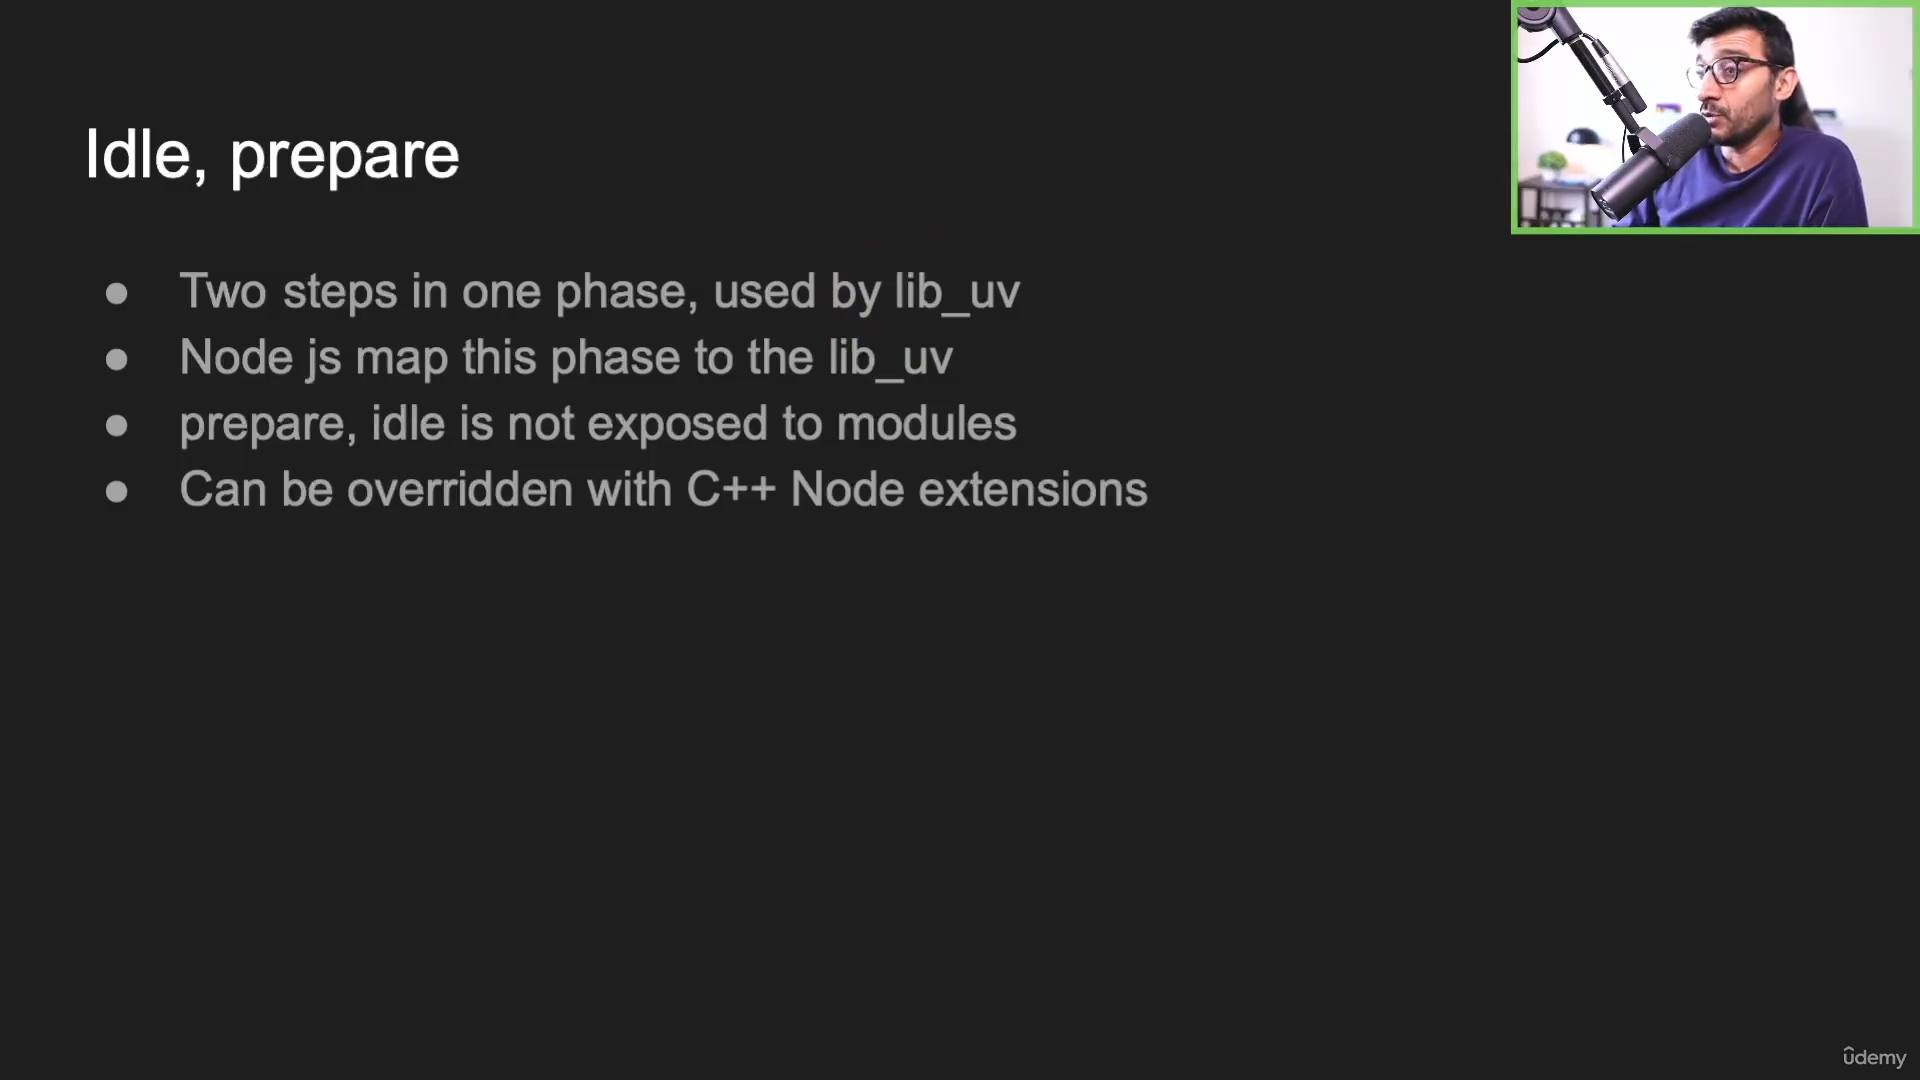 Idle, prepare
● Two steps in one phase, used by lib_uv
● Node js map this phase to the lib_uv
● prepare, idle is not exposed to modules
● Can be overridden with C++ Node extensions
ûdemy